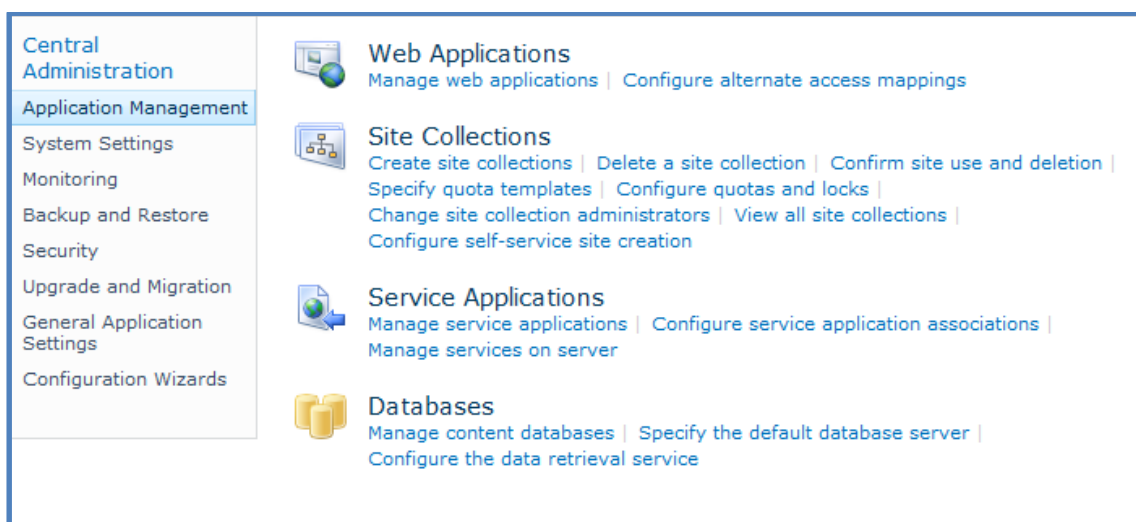 Central
Administration
Application Management
System Settings
Monitoring
Backup and Restore
Security
Upgrade and Migration
General Application
Settings
Configuration Wizards
Web Applications
Manage web applications | Configure alternate access mappings
Site Collections
Create site collections | Delete a site collection | Confirm site use and deletion |
Specify quota templates | Configure quotas and locks |
Change site collection administrators | View all site collections |
Configure self-service site creation
Service Applications
Manage service applications | Configure service application associations |
Manage services on server
Databases
Manage content databases | Specify the default database server |
Configure the data retrieval service